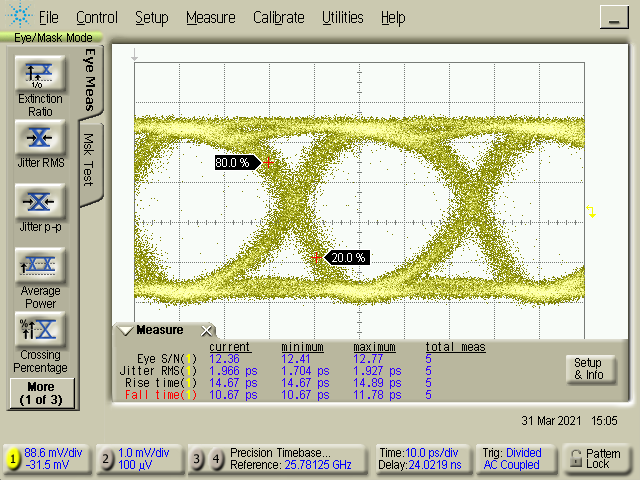 File Control Setup Measure Calibrate Utilities Help
Eye/Mask Mode
Eye Meas
Msk Test
Extinction
Ratio
Jitter RMS
Jitter p-p
Average
Power
Crossing
Percentage
More
(1 of 3)
80.0 %
20.0 %
Measure
current minimum maximum total meas
Eye S/N(1) 12.36 12.41 12.77 5
Jitter RMS(1) 1.966 ps 1.704 ps 1.927 ps 5
Rise time(1) 14.67 ps 14.67 ps 14.89 ps 5
Fall time(1) 10.67 ps 10.67 ps 11.78 ps 5
Setup
& Info
31 Mar 2021 15:05
1 88.6 mV/div
-31.5 mV
2 1.0 mV/div
100 µV
3 4 Precision Timebase...
Reference: 25.78125 GHz
Time:10.0 ps/div
Delay:24.0219 ns
Trig: Divided
AC Coupled
Pattern
Lock